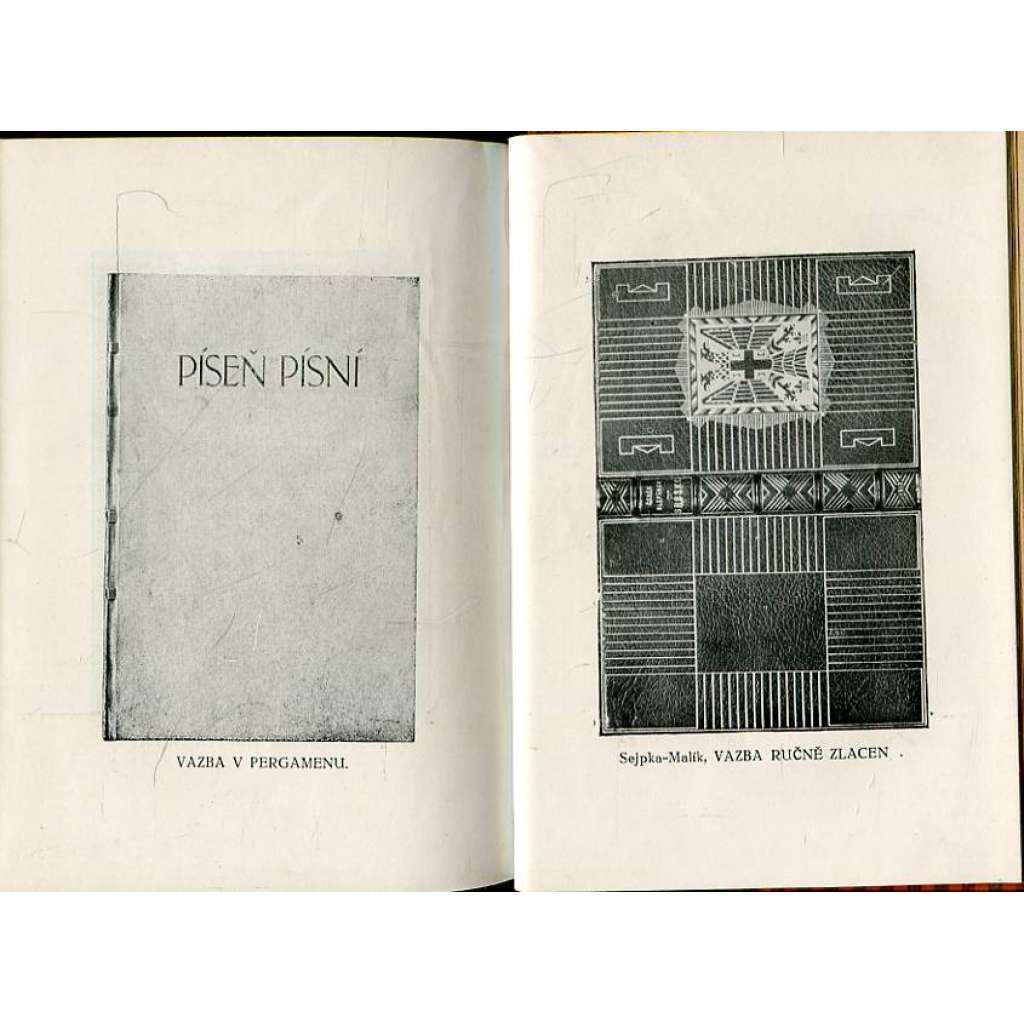 PÍSEŇ PÍSNÍ
VAZBA V PERGAMENU.
Sejpka-Malík, VAZBA RUČNĚ ZLACEN .